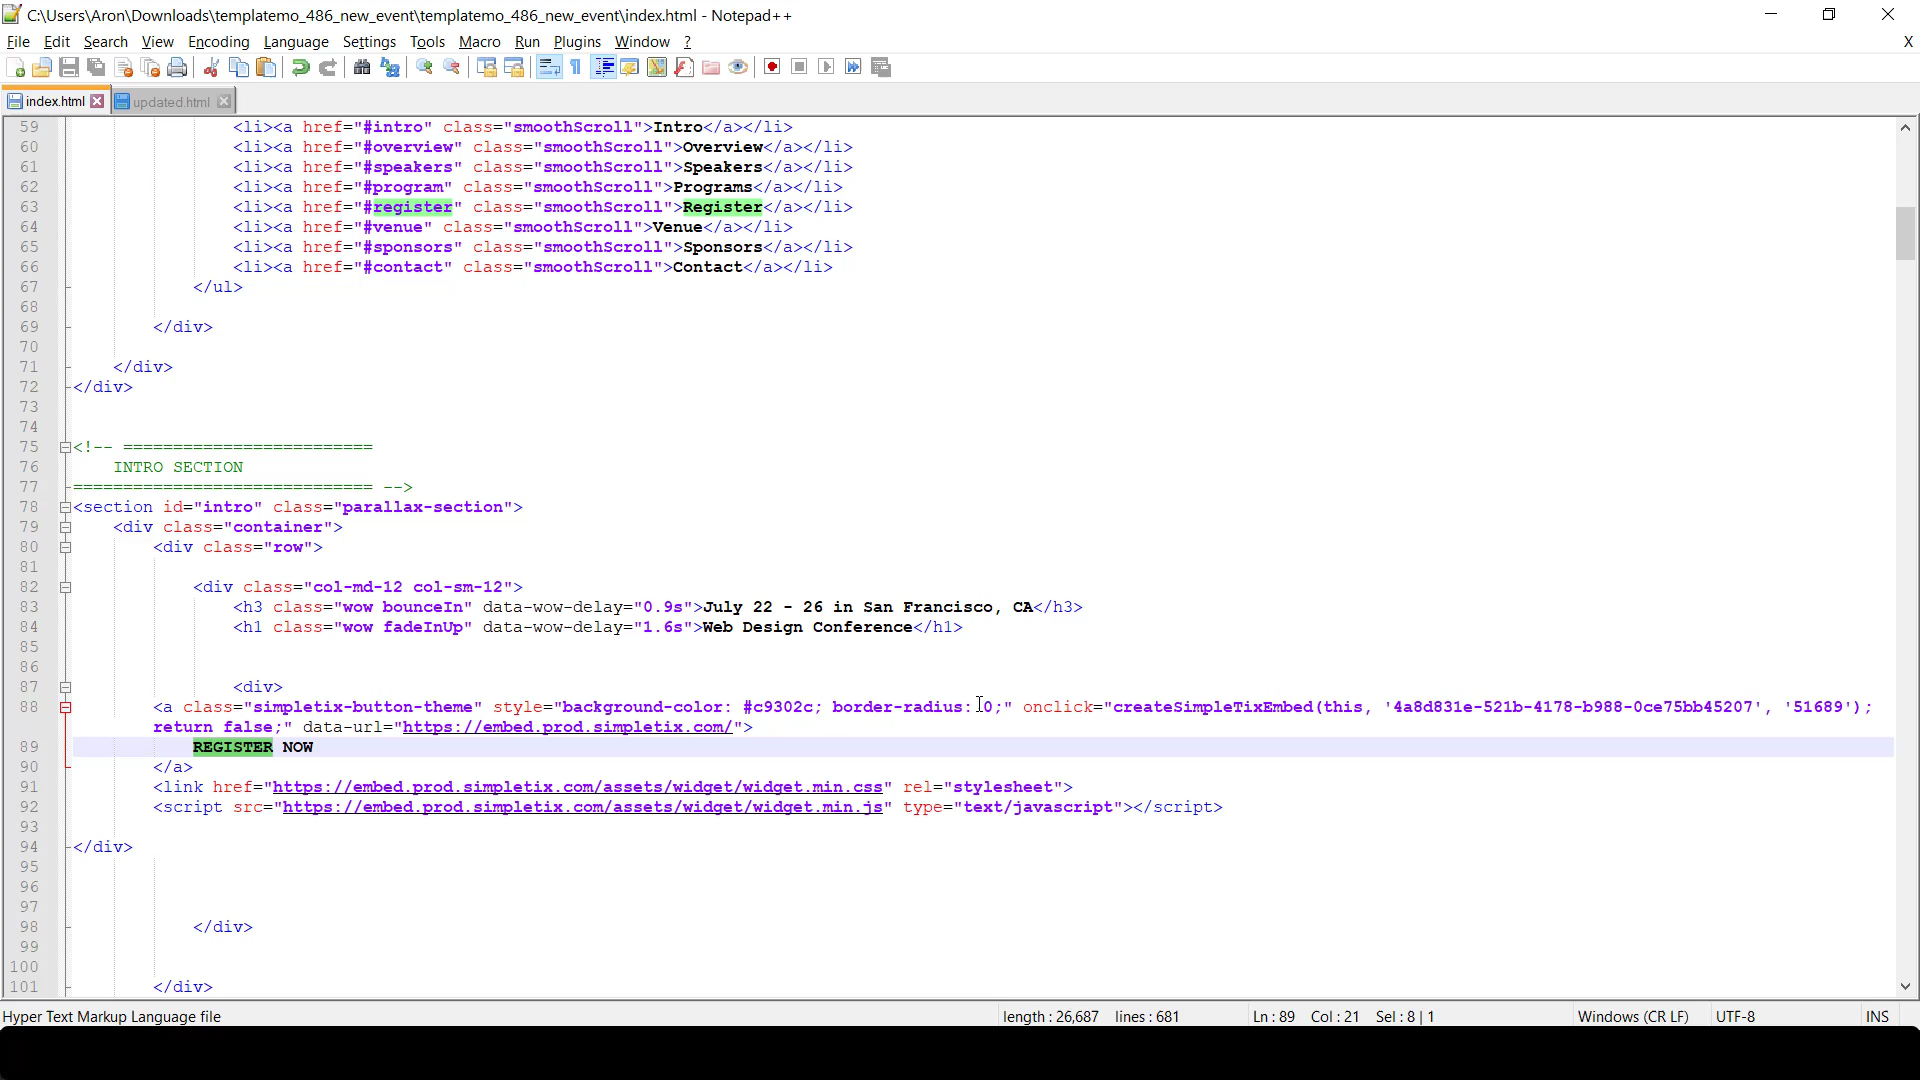 C:\Users\Aron\Downloads\templatemo_486_new_event\templatemo_486_new_event\index.html - Notepad++
File Edit Search View Encoding Language Settings Tools Macro Run Plugins Window ? X
index.html updated.html
59 <li><a href="#intro" class="smoothScroll">Intro</a></li>
60 <li><a href="#overview" class="smoothScroll">Overview</a></li>
61 <li><a href="#speakers" class="smoothScroll">Speakers</a></li>
62 <li><a href="#program" class="smoothScroll">Programs</a></li>
63 <li><a href="#register" class="smoothScroll">Register</a></li>
64 <li><a href="#venue" class="smoothScroll">Venue</a></li>
65 <li><a href="#sponsors" class="smoothScroll">Sponsors</a></li>
66 <li><a href="#contact" class="smoothScroll">Contact</a></li>
67 </ul>
68
69 </div>
70
71 </div>
72 </div>
73
74
75 <!-- =========================
76 INTRO SECTION
77 ============================== -->
78 <section id="intro" class="parallax-section">
79 <div class="container">
80 <div class="row">
81
82 <div class="col-md-12 col-sm-12">
83 <h3 class="wow bounceIn" data-wow-delay="0.9s">July 22 - 26 in San Francisco, CA</h3>
84 <h1 class="wow fadeInUp" data-wow-delay="1.6s">Web Design Conference</h1>
85
86
87 <div>
88 <a class="simpletix-button-theme" style="background-color: #c9302c; border-radius: 0;" onclick="createSimpleTixEmbed(this, '4a8d831e-521b-4178-b988-0ce75bb45207', '51689');
return false;" data-url="https://embed.prod.simpletix.com/">
89 REGISTER NOW
90 </a>
91 <link href="https://embed.prod.simpletix.com/assets/widget/widget.min.css" rel="stylesheet">
92 <script src="https://embed.prod.simpletix.com/assets/widget/widget.min.js" type="text/javascript"></script>
93
94 </div>
95
96
97
98 </div>
99
100
101 </div>
Hyper Text Markup Language file length : 26,687 lines : 681 Ln : 89 Col : 21 Sel : 8 | 1 Windows (CR LF) UTF-8 INS